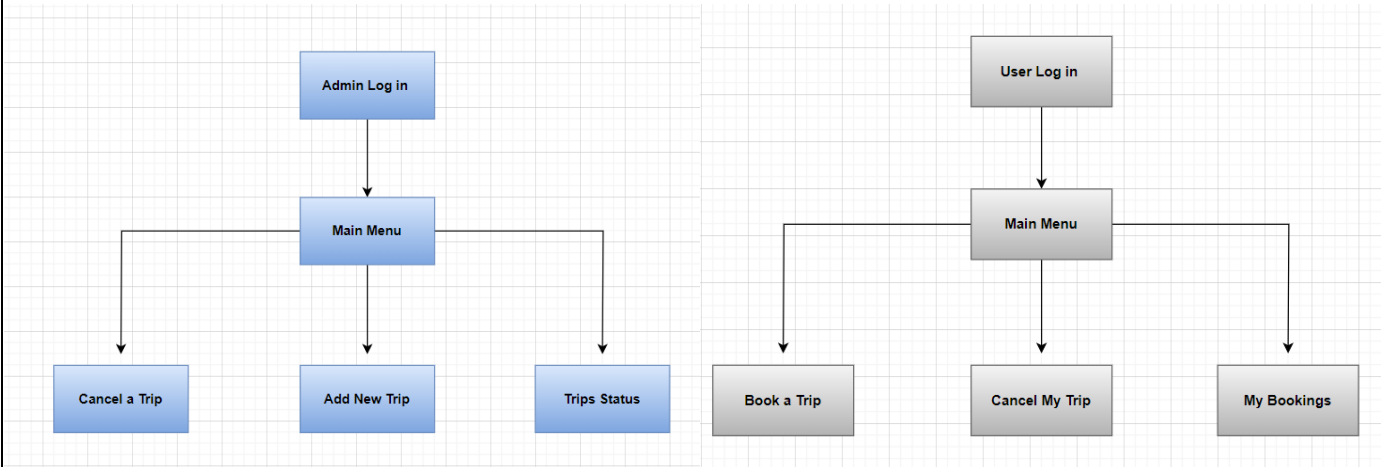 Admin Log in
Main Menu
Cancel a Trip
Add New Trip
Trips Status
User Log in
Main Menu
Book a Trip
Cancel My Trip
My Bookings